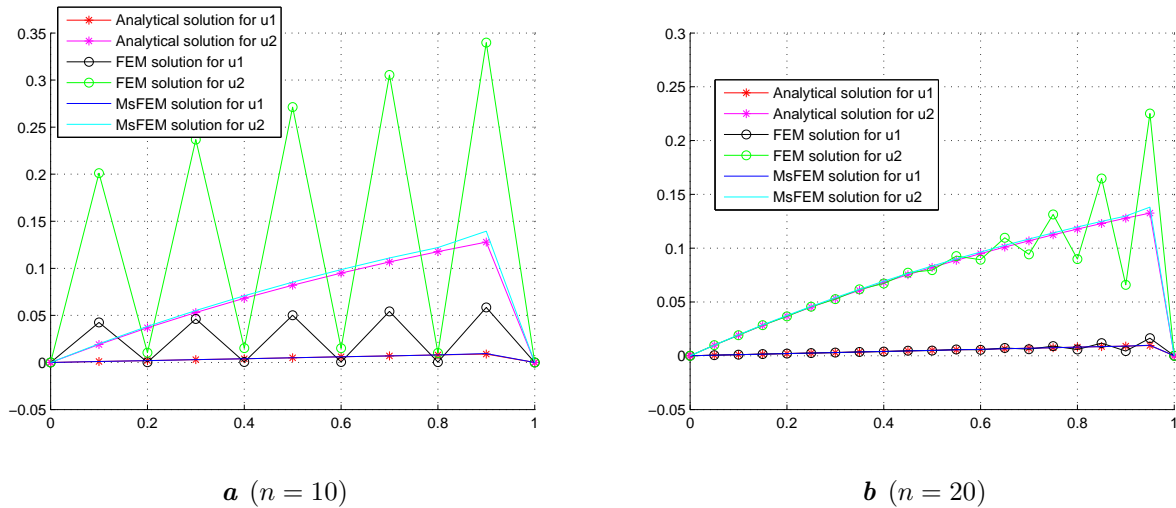 0.35
0.3
0.25
0.2
0.15
0.1
0.05
0
−0.05
0 0.2 0.4 0.6 0.8 1
Analytical solution for u1
Analytical solution for u2
FEM solution for u1
FEM solution for u2
MsFEM solution for u1
MsFEM solution for u2
a (n = 10)
0.3
0.25
0.2
0.15
0.1
0.05
0
−0.05
0 0.2 0.4 0.6 0.8 1
Analytical solution for u1
Analytical solution for u2
FEM solution for u1
FEM solution for u2
MsFEM solution for u1
MsFEM solution for u2
b (n = 20)